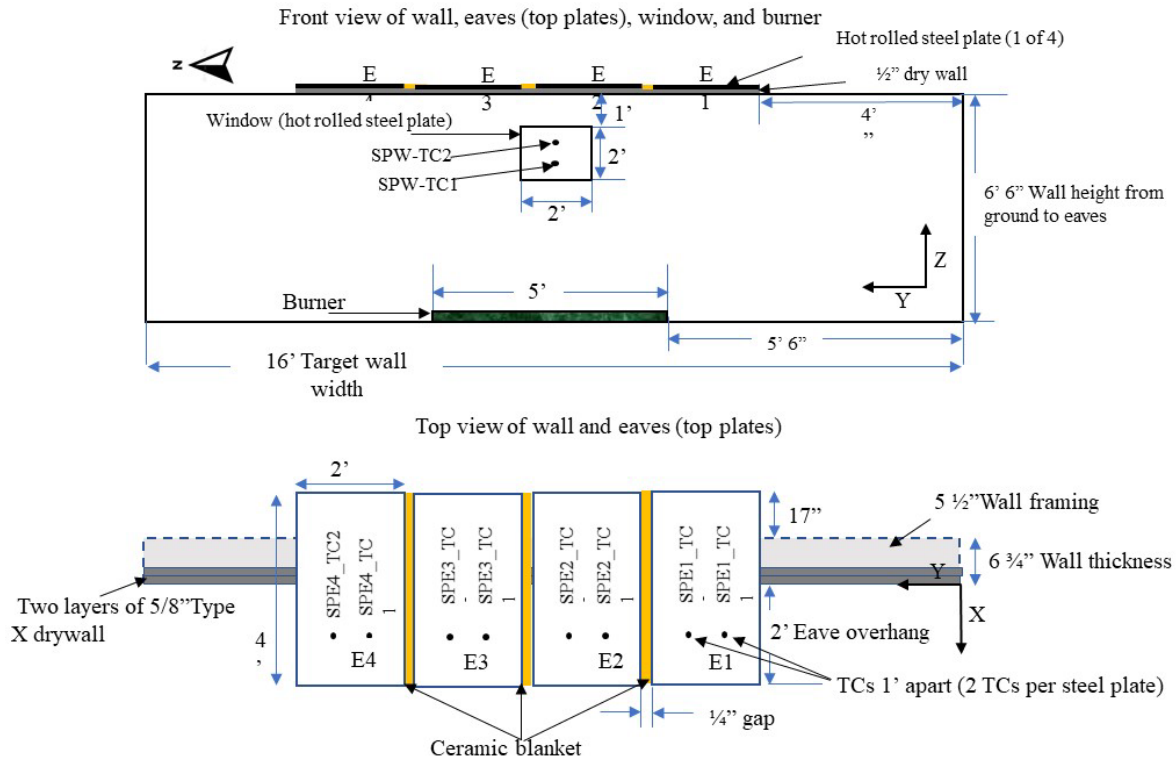 Front view of wall, eaves (top plates), window, and burner
Hot rolled steel plate (1 of 4)
½” dry wall
N
E
4
E
3
E
2
E
1
1’
4’
”
Window (hot rolled steel plate)
SPW-TC2
SPW-TC1
2’
2’
6’ 6” Wall height from
ground to eaves
Z
Y
5’
Burner
5’ 6”
16’ Target wall
width
Top view of wall and eaves (top plates)
2’
17”
5 ½”Wall framing
6 ¾” Wall thickness
Y
X
SPE4_TC2
SPE4_TC
1
SPE3_TC
-
SPE3_TC
1
SPE2_TC
-
SPE2_TC
1
SPE1_TC
-
SPE1_TC
1
Two layers of 5/8”Type
X drywall
4
’
2’ Eave overhang
E4
E3
E2
E1
TCs 1’ apart (2 TCs per steel plate)
¼” gap
Ceramic blanket